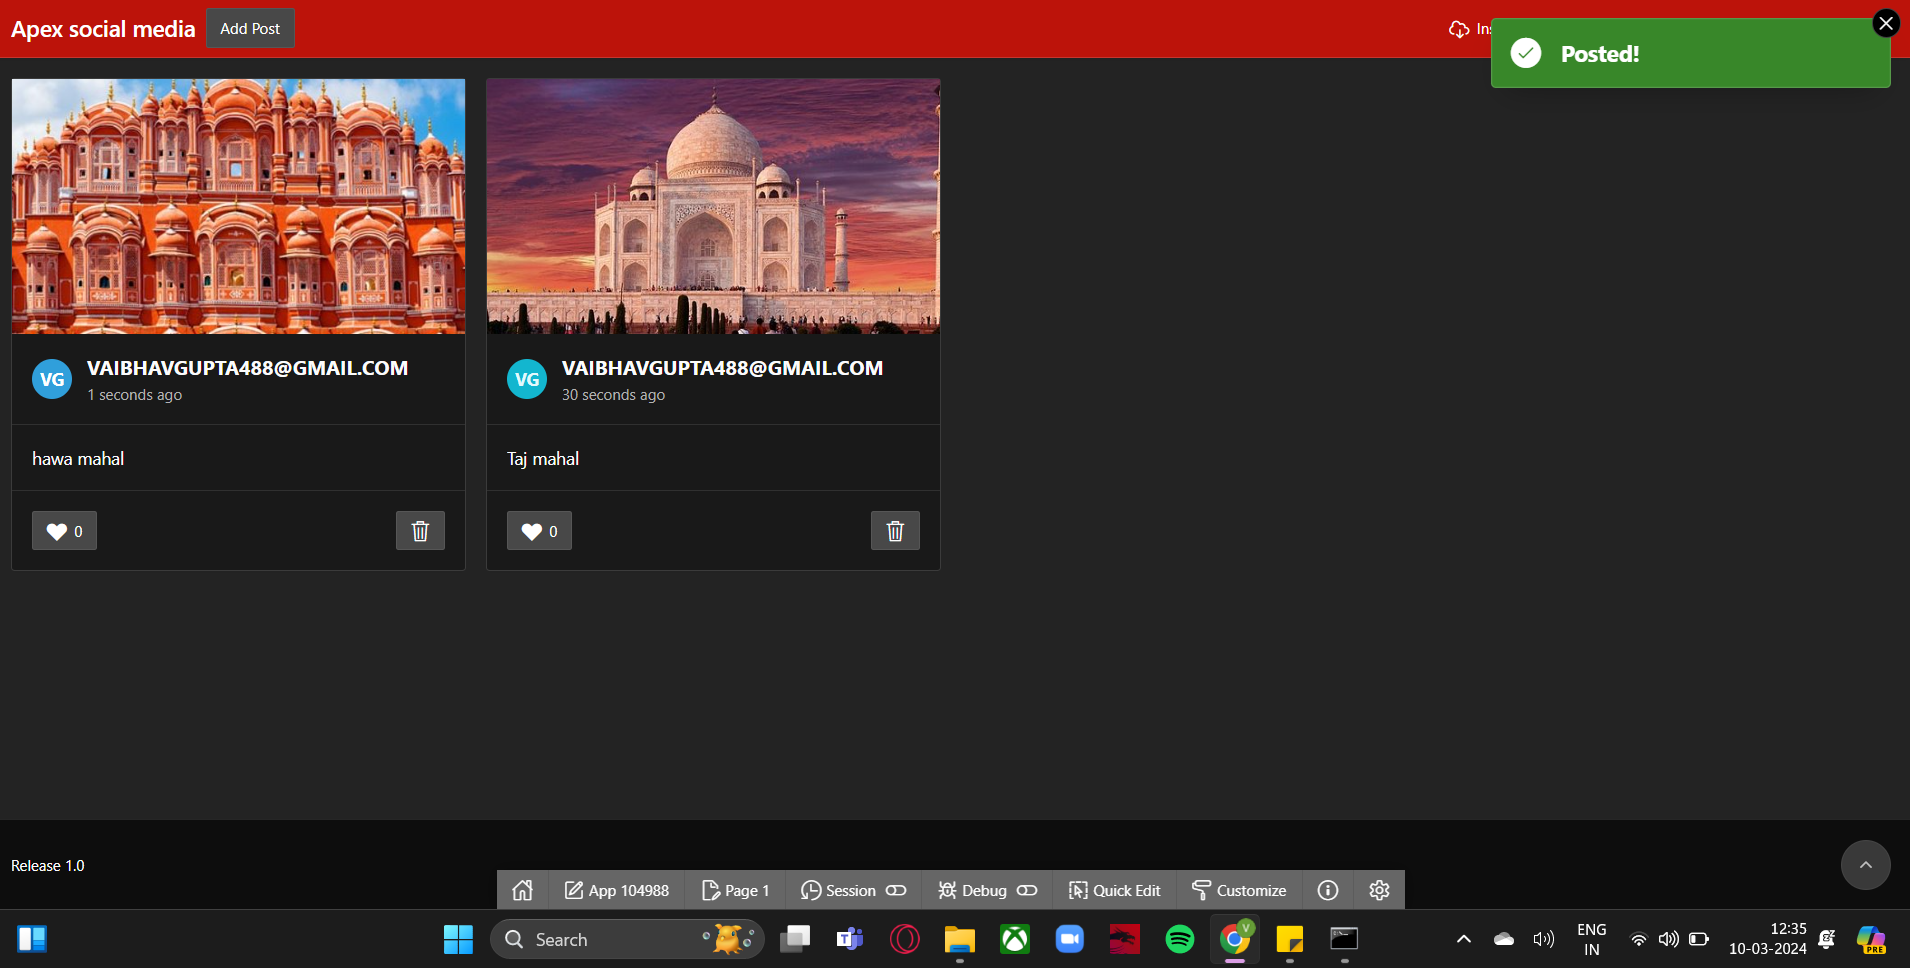 Apex social media
Add Post
Ins
Posted!
VG
VAIBHAVGUPTA488@GMAIL.COM
1 seconds ago
hawa mahal
0
VG
VAIBHAVGUPTA488@GMAIL.COM
30 seconds ago
Taj mahal
0
Release 1.0
App 104988
Page 1
Session
Debug
Quick Edit
Customize
Search
V
ENG
IN
12:35
10-03-2024
PRE